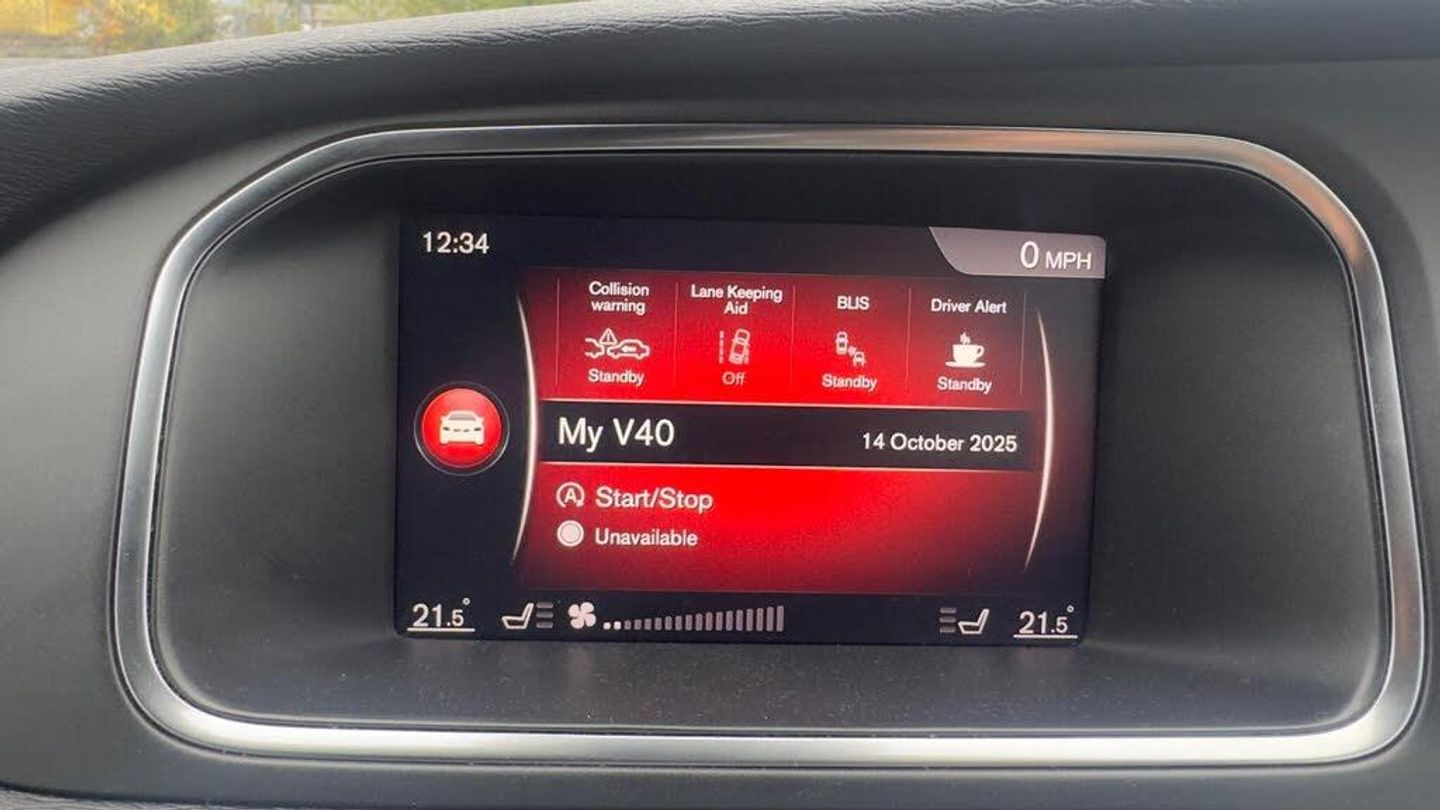 12:34
0 MPH
Collision
warning
Standby
Lane Keeping
Aid
Off
BLIS
Standby
Driver Alert
Standby
My V40
14 October 2025
A Start/Stop
Unavailable
21.5°
21.5°